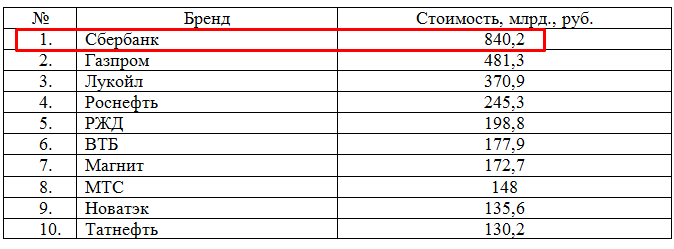 № Бренд Стоимость, млрд., руб.
1. Сбербанк 840,2
2. Газпром 481,3
3. Лукойл 370,9
4. Роснефть 245,3
5. РЖД 198,8
6. ВТБ 177,9
7. Магнит 172,7
8. МТС 148
9. Новатэк 135,6
10. Татнефть 130,2